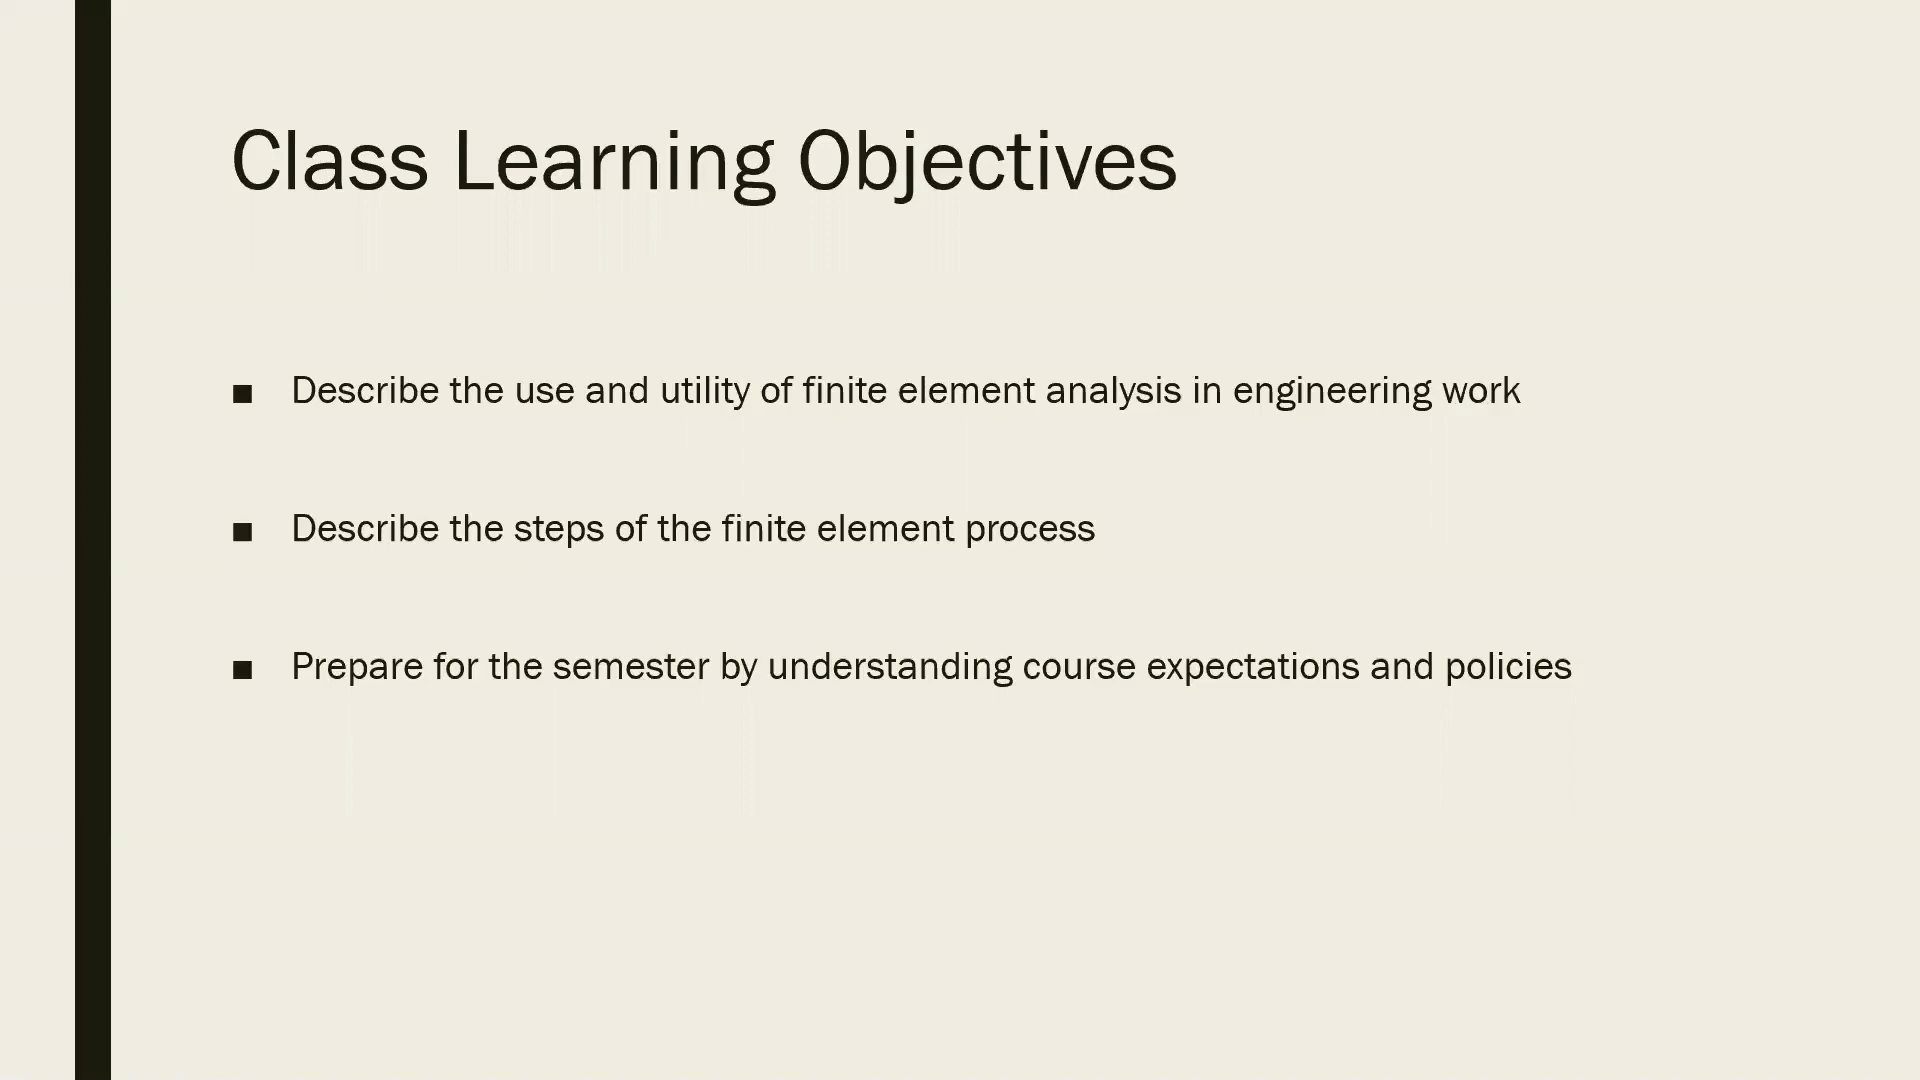 Class Learning Objectives
■ Describe the use and utility of finite element analysis in engineering work
■ Describe the steps of the finite element process
■ Prepare for the semester by understanding course expectations and policies